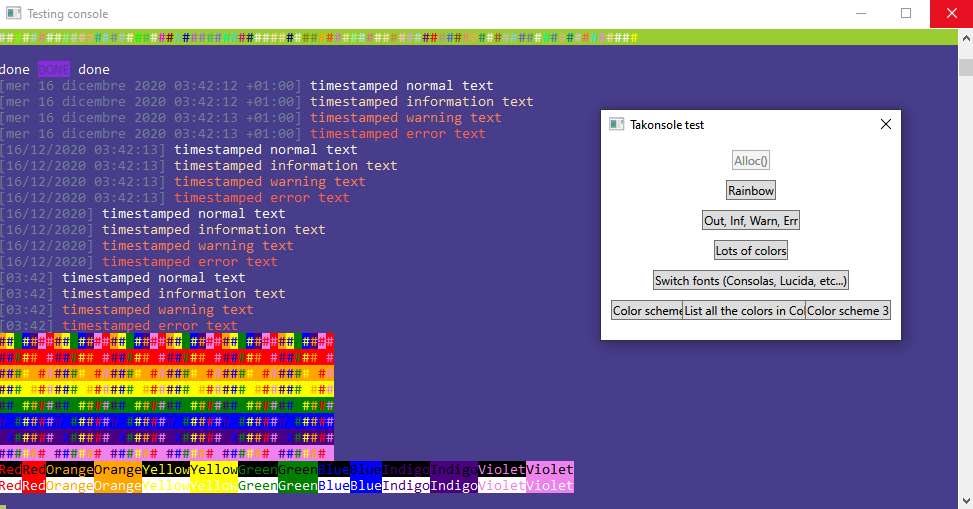 Testing console
done DONE done
[mer 16 dicembre 2020 03:42:12 +01:00] timestamped normal text
[mer 16 dicembre 2020 03:42:12 +01:00] timestamped information text
[mer 16 dicembre 2020 03:42:13 +01:00] timestamped warning text
[mer 16 dicembre 2020 03:42:13 +01:00] timestamped error text
[16/12/2020 03:42:13] timestamped normal text
[16/12/2020 03:42:13] timestamped information text
[16/12/2020 03:42:13] timestamped warning text
[16/12/2020 03:42:13] timestamped error text
[16/12/2020] timestamped normal text
[16/12/2020] timestamped information text
[16/12/2020] timestamped warning text
[16/12/2020] timestamped error text
[03:42] timestamped normal text
[03:42] timestamped information text
[03:42] timestamped warning text
[03:42] timestamped error text
RedRedOrangeOrangeYellowYellowGreenGreenBlueBlueIndigoIndigoVioletViolet
RedRedOrangeOrangeYellowYellowGreenGreenBlueBlueIndigoIndigoVioletViolet
Takonsole test
Alloc()
Rainbow
Out, Inf, Warn, Err
Lots of colors
Switch fonts (Consolas, Lucida, etc...)
Color scheme
List all the colors in Co
Color scheme 3